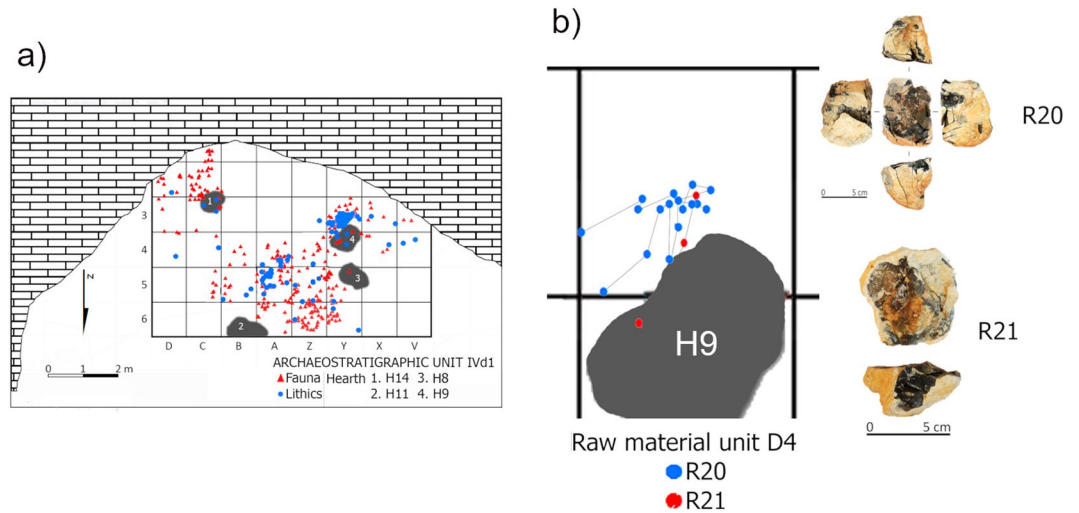 a)
b)
R20
0 5 cm
1
3
4
4
3
5
2
6
N
D C B A Z Y X V
0 1 2 m
ARCHAEOSTRATIGRAPHIC UNIT IVd1
Fauna Hearth 1. H14 3. H8
Lithics 2. H11 4. H9
H9
R21
0 5 cm
Raw material unit D4
R20
R21